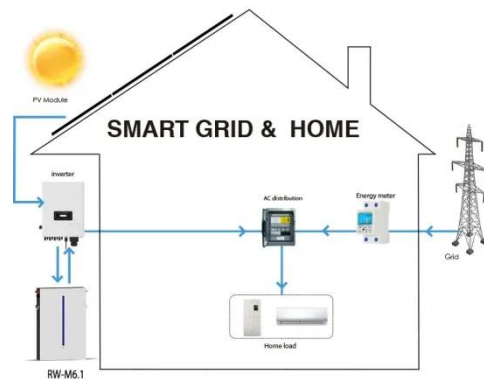 PV Module
SMART GRID & HOME
inverter
AC distribution
Energy meter
Grid
Home load
RW-M6.1